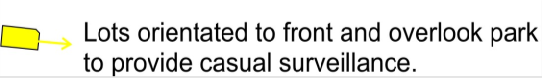 Lots orientated to front and overlook park
to provide casual surveillance.